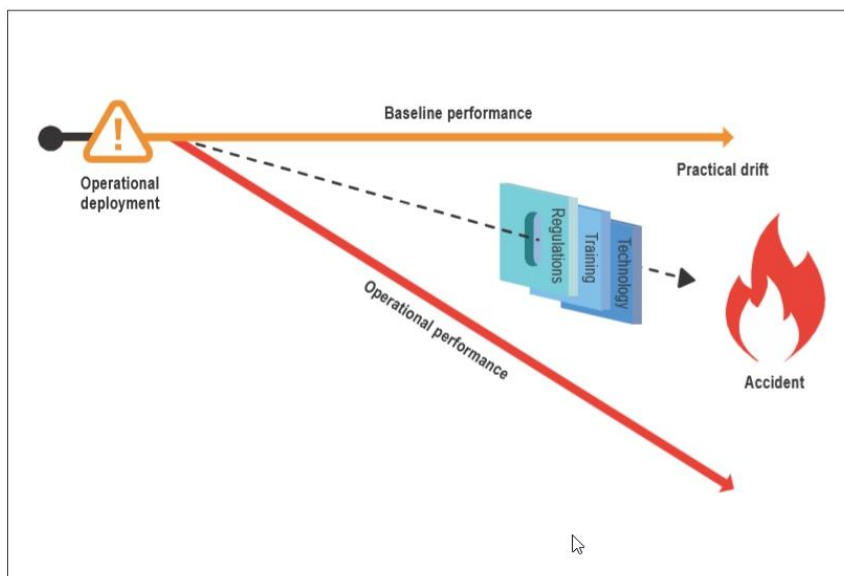 Baseline performance
Practical drift
Operational
deployment
Regulations
Training
Technology
Operational performance
Accident